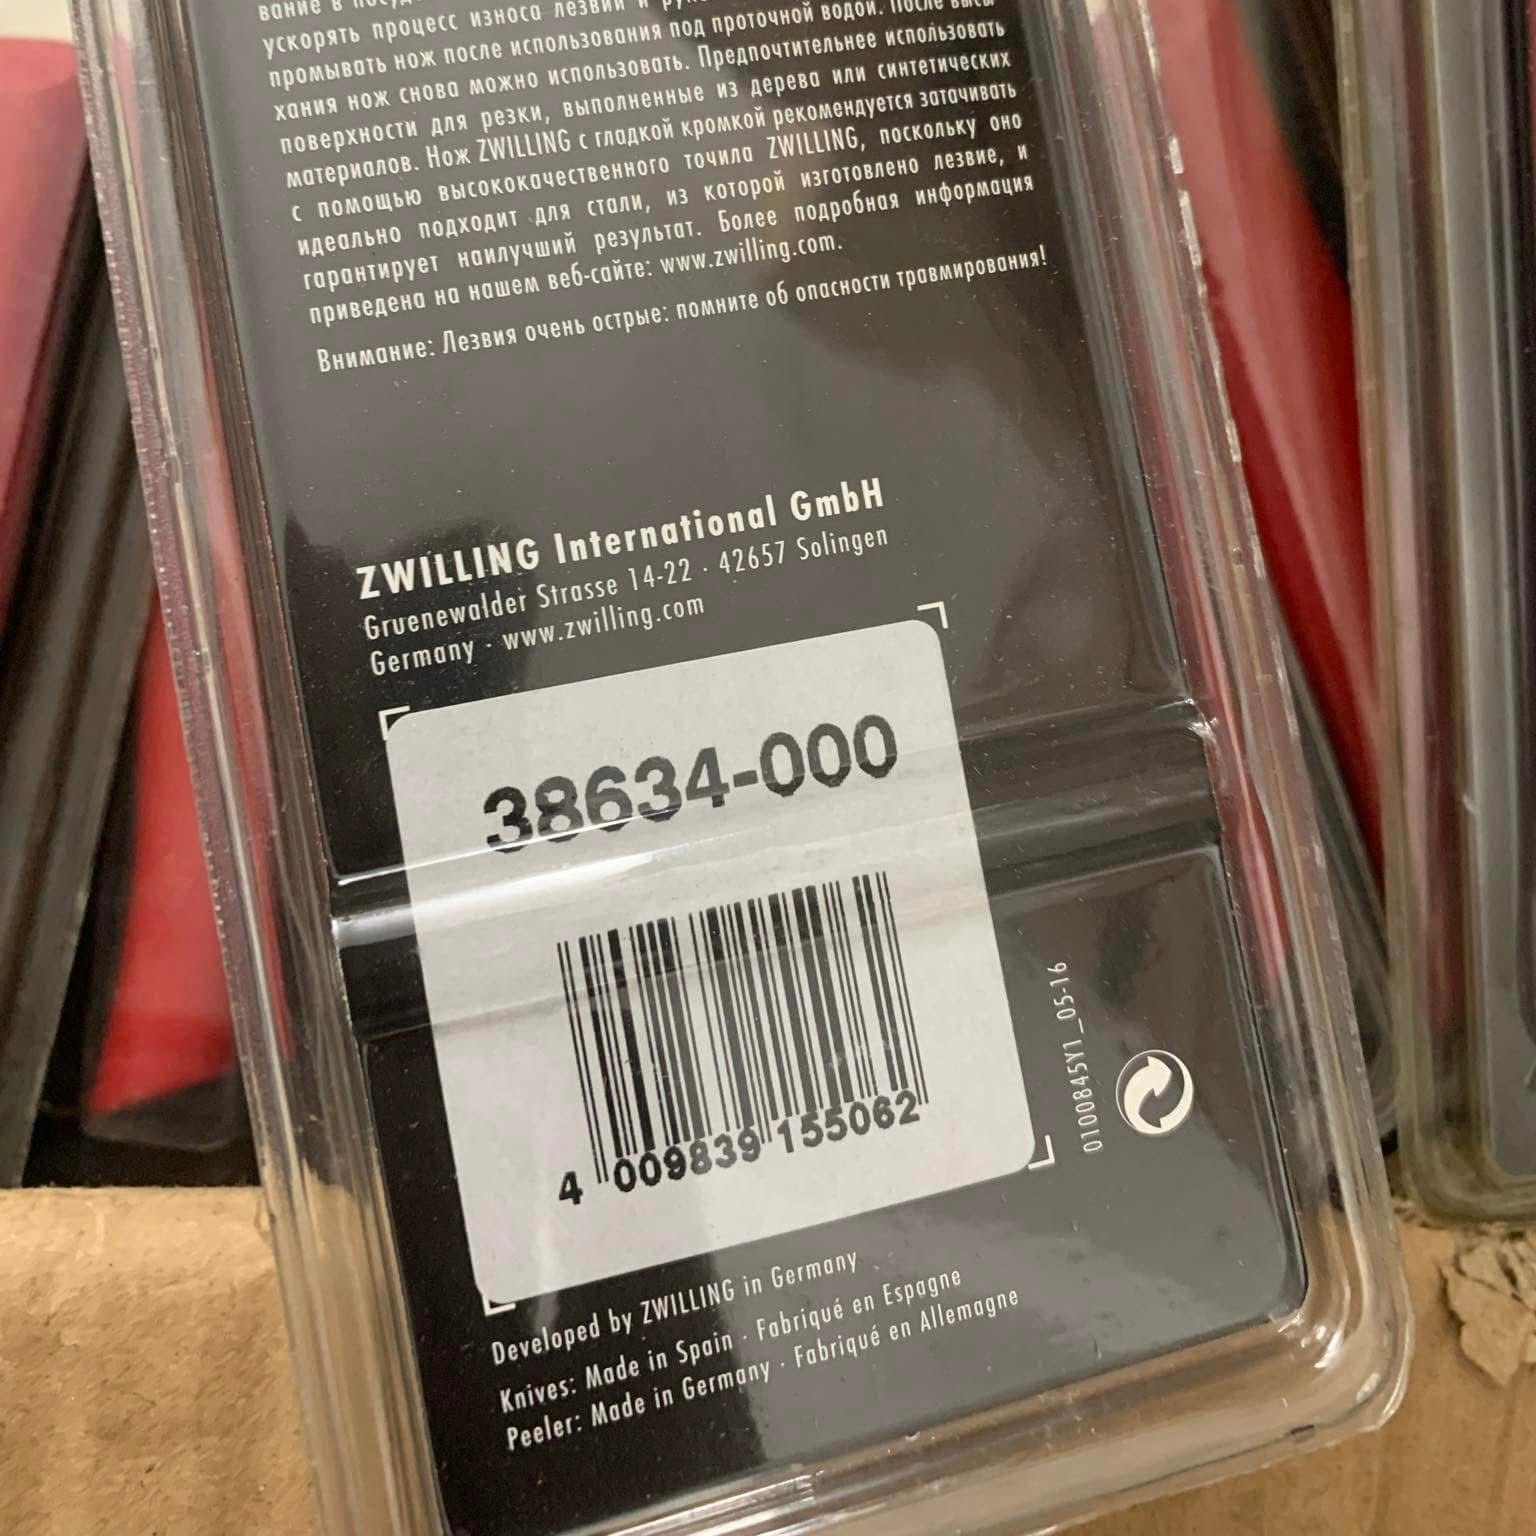 вание в посуд
ускорять процесс износа лезвий и
промывать нож после использования под проточной водой. После высы-
хания нож снова можно использовать. Предпочтительнее использовать
поверхности для резки, выполненные из дерева или синтетических
материалов. Нож ZWILLING с гладкой кромкой рекомендуется затачивать
с помощью высококачественного точила ZWILLING, поскольку оно
идеально подходит для стали, из которой изготовлено лезвие, и
гарантирует наилучший результат. Более подробная информация
приведена на нашем веб-сайте: www.zwilling.com.
Внимание: Лезвия очень острые: помните об опасности травмирования!
ZWILLING International GmbH
Gruenewalder Strasse 14-22 · 42657 Solingen
Germany · www.zwilling.com
38634-000
4 009839 155062
0100845Y1_05-16
Developed by ZWILLING in Germany
Knives: Made in Spain · Fabriqué en Espagne
Peeler: Made in Germany · Fabriqué en Allemagne